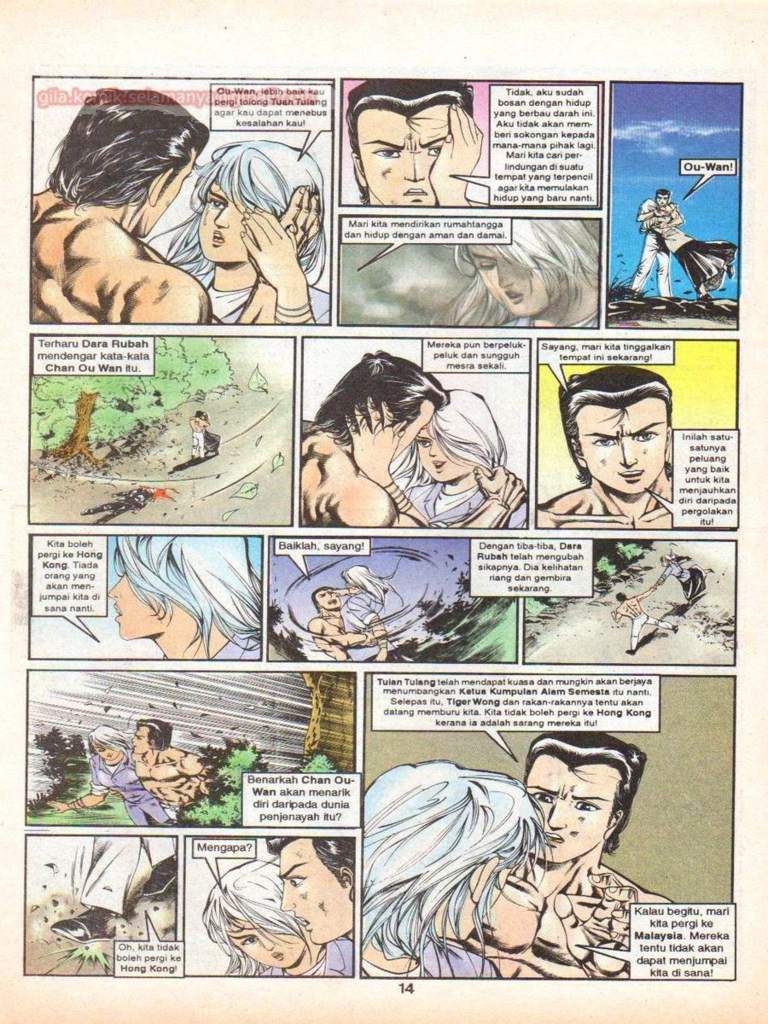 gila.komik.selamanya
Ou-Wan, lebih baik kau
pergi tolong Tuan Tulang
agar kau dapat menebus
kesalahan kau!
Tidak, aku sudah
bosan dengan hidup
yang berbau darah ini.
Aku tidak akan mem-
beri sokongan kepada
mana-mana pihak lagi.
Mari kita cari per-
lindungan di suatu
tempat yang terpencil
agar kita memulakan
hidup yang baru nanti.
Mari kita mendirikan rumahtangga
dan hidup dengan aman dan damai.
Ou-Wan!
Terharu Dara Rubah
mendengar kata-kata
Chan Ou Wan itu.
Mereka pun berpeluk-
peluk dan sungguh
mesra sekali.
Sayang, mari kita tinggalkan
tempat ini sekarang!
Inilah satu-
satunya
peluang
yang baik
untuk kita
menjauhkan
diri daripada
pergolakan
itu!
Kita boleh
pergi ke Hong
Kong. Tiada
orang yang
akan men-
jumpai kita di
sana nanti.
Baiklah, sayang!
Dengan tiba-tiba, Dara
Rubah telah mengubah
sikapnya. Dia kelihatan
riang dan gembira
sekarang.
Benarkah Chan Ou-
Wan akan menarik
diri daripada dunia
penjenayah itu?
Tulan Tulang telah mendapat kuasa dan mungkin akan berjaya
menumbangkan Ketua Kumpulan Alam Semesta itu nanti.
Selepas itu, Tiger Wong dan rakan-rakannya tentu akan
datang memburu kita. Kita tidak boleh pergi ke Hong Kong
kerana ia adalah sarang mereka itu!
Oh, kita tidak
boleh pergi ke
Hong Kong!
Mengapa?
Kalau begitu, mari
kita pergi ke
Malaysia. Mereka
tentu tidak akan
dapat menjumpai
kita di sana!
14